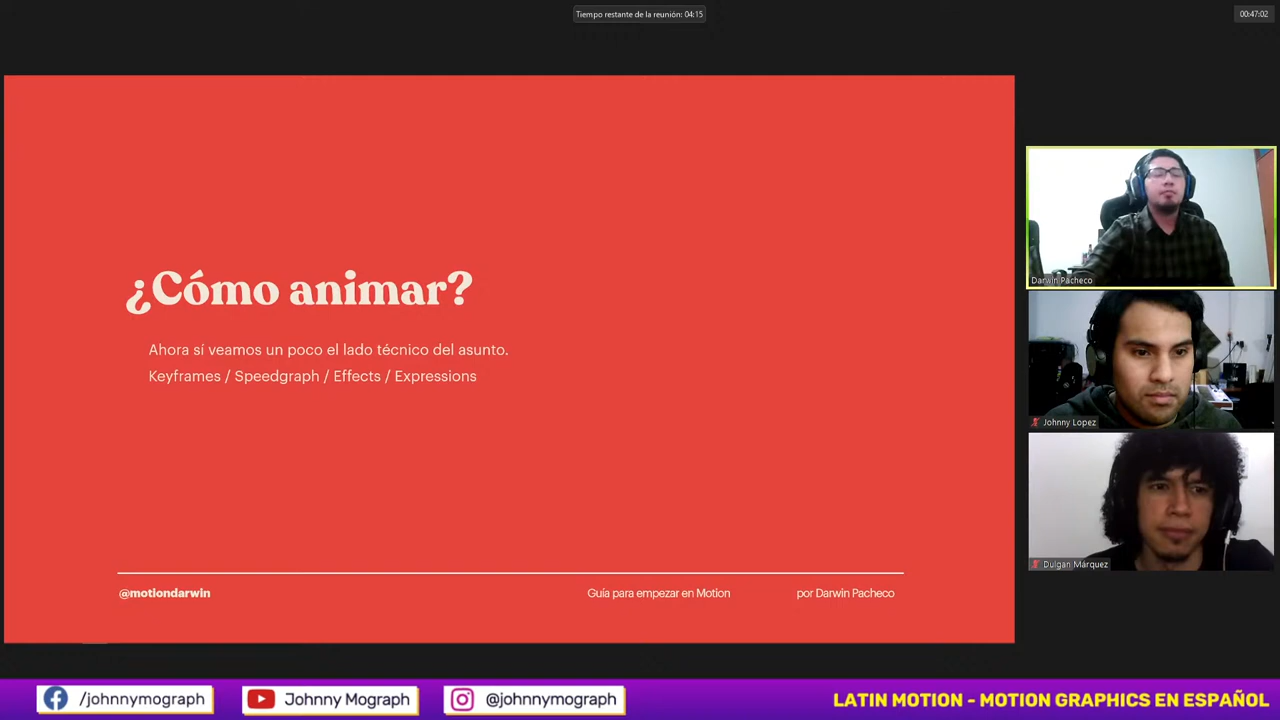 Tiempo restante de la reunión: 04:15
00:47:02
¿Cómo animar?
Ahora sí veamos un poco el lado técnico del asunto.
Keyframes / Speedgraph / Effects / Expressions
@motiondarwin
Guía para empezar en Motion
por Darwin Pacheco
Darwin Pacheco
Johnny Lopez
Dulgan Márquez
/johnnymograph
Johnny Mograph
@johnnymograph
LATIN MOTION - MOTION GRAPHICS EN ESPAÑOL